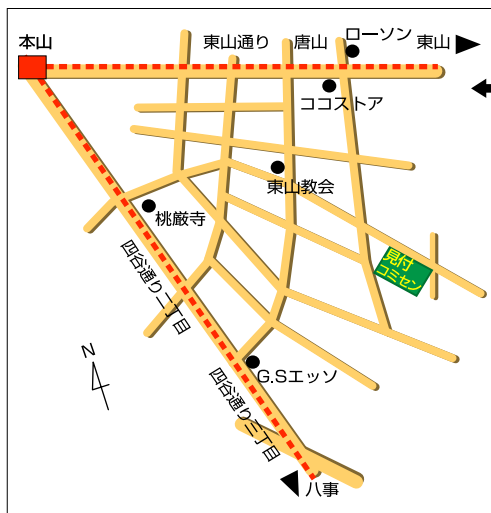 本山
東山通り
唐山
ローソン
東山
ココストア
東山教会
桃厳寺
見付
コミセン
四谷通り二丁目
N
G.Sエッソ
四谷通り三丁目
八事